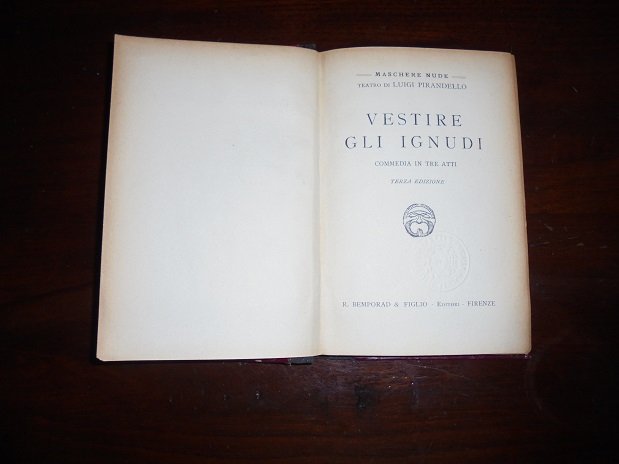 MASCHERE NUDE
TEATRO DI LUIGI PIRANDELLO
VESTIRE
GLI IGNUDI
COMMEDIA IN TRE ATTI
TERZA EDIZIONE
R. BEMPORAD & FIGLIO - EDITORI - FIRENZE